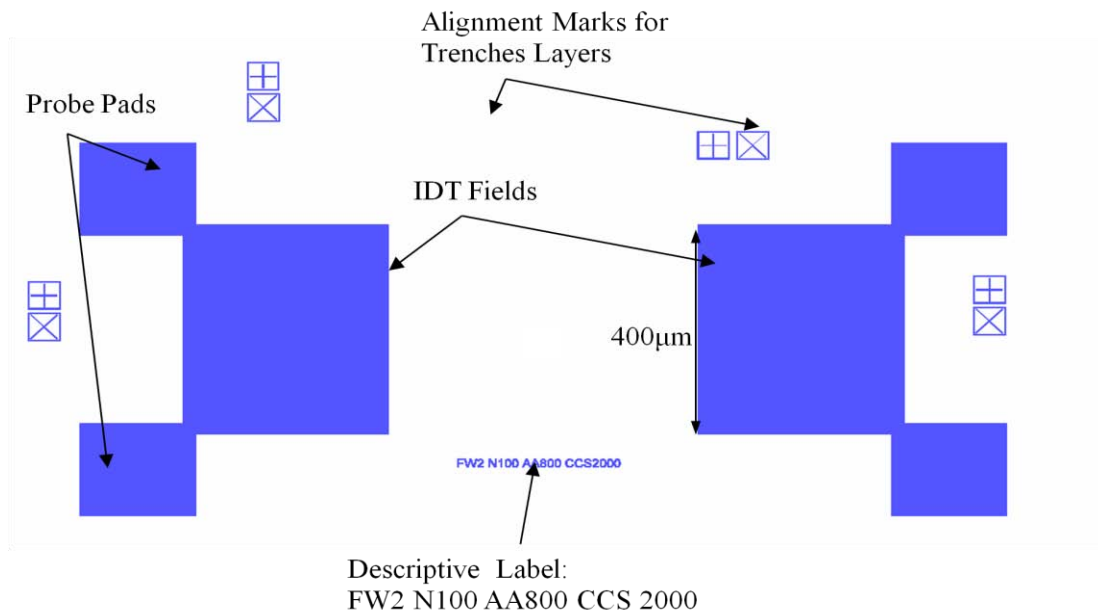 Alignment Marks for
Trenches Layers
Probe Pads
IDT Fields
400μm
FW2 N100 AA800 CCS2000
Descriptive Label:
FW2 N100 AA800 CCS 2000